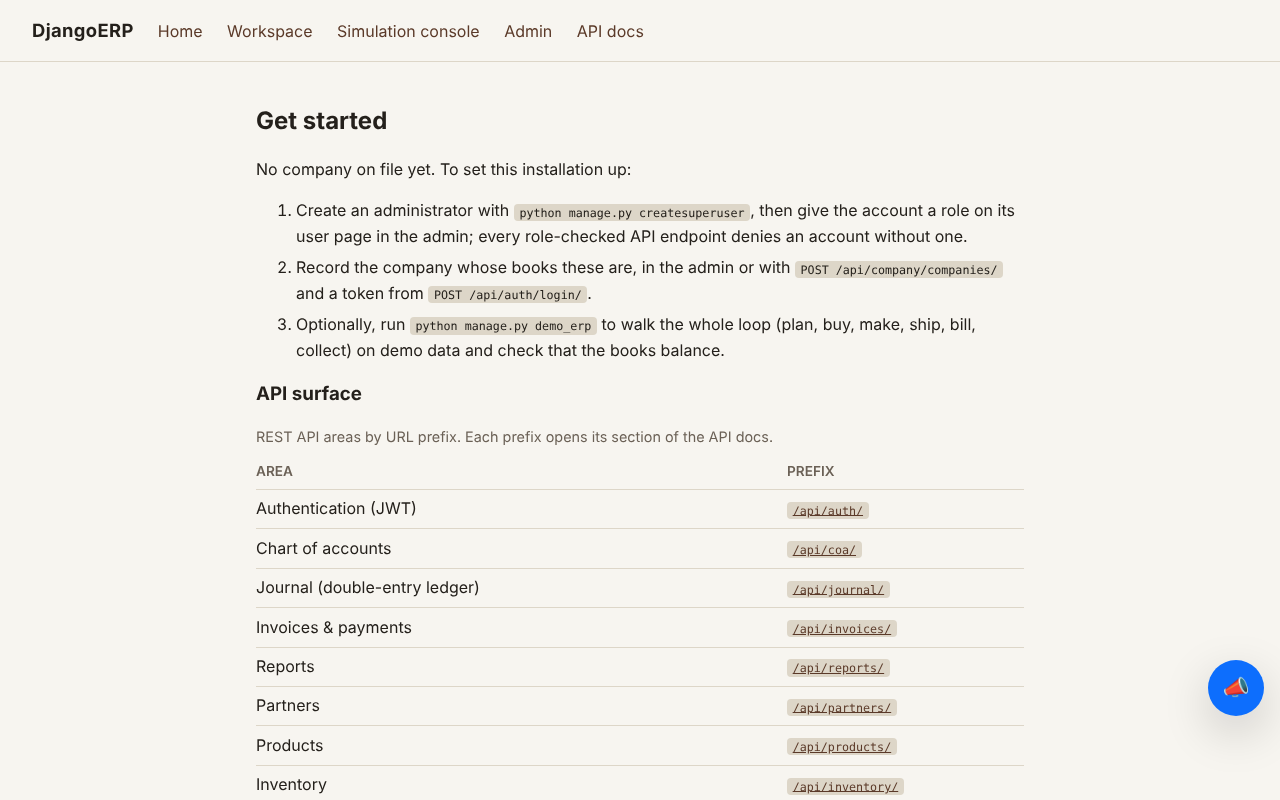 DjangoERP Home Workspace Simulation console Admin API docs
Get started
No company on file yet. To set this installation up:
1. Create an administrator with python manage.py createsuperuser, then give the account a role on its
user page in the admin; every role-checked API endpoint denies an account without one.
2. Record the company whose books these are, in the admin or with POST /api/company/companies/
and a token from POST /api/auth/login/.
3. Optionally, run python manage.py demo_erp to walk the whole loop (plan, buy, make, ship, bill,
collect) on demo data and check that the books balance.
API surface
REST API areas by URL prefix. Each prefix opens its section of the API docs.
AREA PREFIX
Authentication (JWT) /api/auth/
Chart of accounts /api/coa/
Journal (double-entry ledger) /api/journal/
Invoices & payments /api/invoices/
Reports /api/reports/
Partners /api/partners/
Products /api/products/
Inventory /api/inventory/